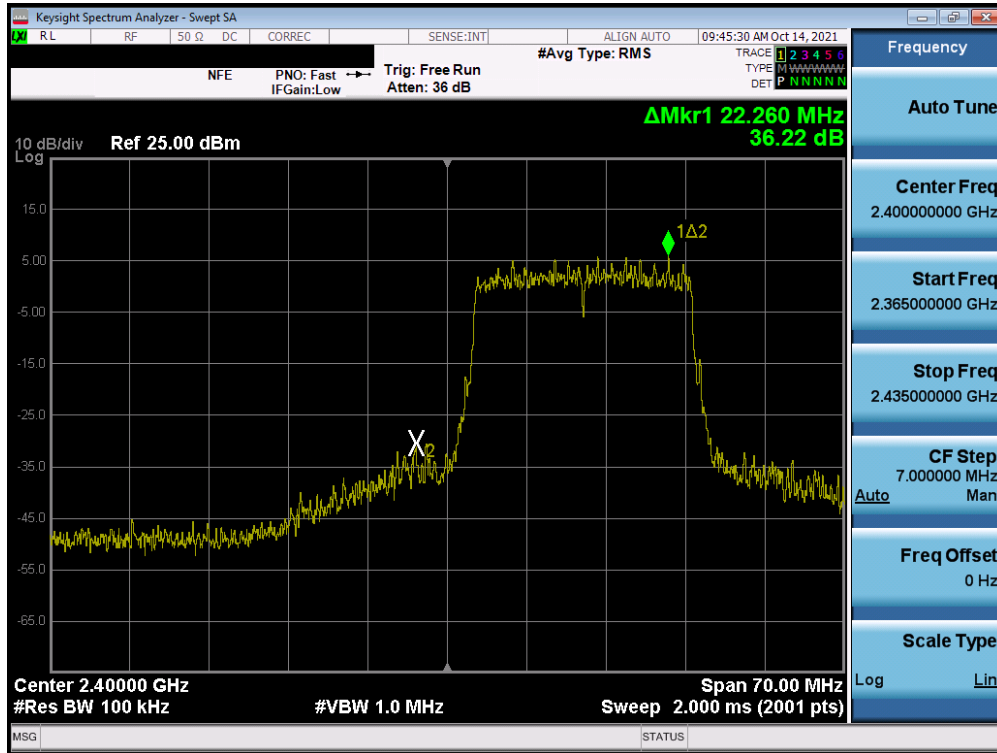 Keysight Spectrum Analyzer - Swept SA
LXI RL RF 50 Ω DC CORREC SENSE:INT ALIGN AUTO 09:45:30 AM Oct 14, 2021
NFE
PNO: Fast
IFGain:Low
Trig: Free Run
Atten: 36 dB
#Avg Type: RMS
TRACE 1 2 3 4 5 6
TYPE M W W W W W
DET P N N N N N
ΔMkr1 22.260 MHz
36.22 dB
10 dB/div
Log
Ref 25.00 dBm
15.0
5.00
-5.00
-15.0
-25.0
-35.0
-45.0
-55.0
-65.0
1Δ2
X2
Center 2.40000 GHz
#Res BW 100 kHz
#VBW 1.0 MHz
Span 70.00 MHz
Sweep 2.000 ms (2001 pts)
MSG
STATUS
Frequency
Auto Tune
Center Freq
2.400000000 GHz
Start Freq
2.365000000 GHz
Stop Freq
2.435000000 GHz
CF Step
7.000000 MHz
Auto Man
Freq Offset
0 Hz
Scale Type
Log Lin